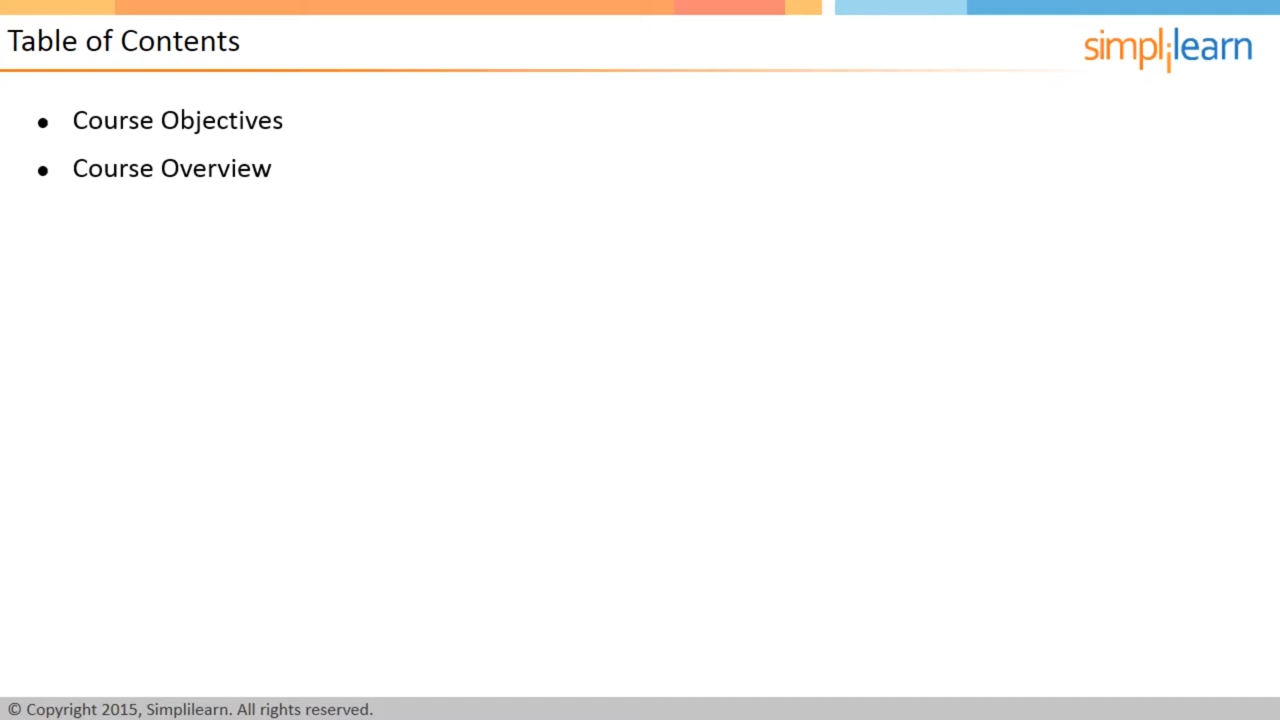 Table of Contents
simplilearn
● Course Objectives
● Course Overview
© Copyright 2015, Simplilearn. All rights reserved.